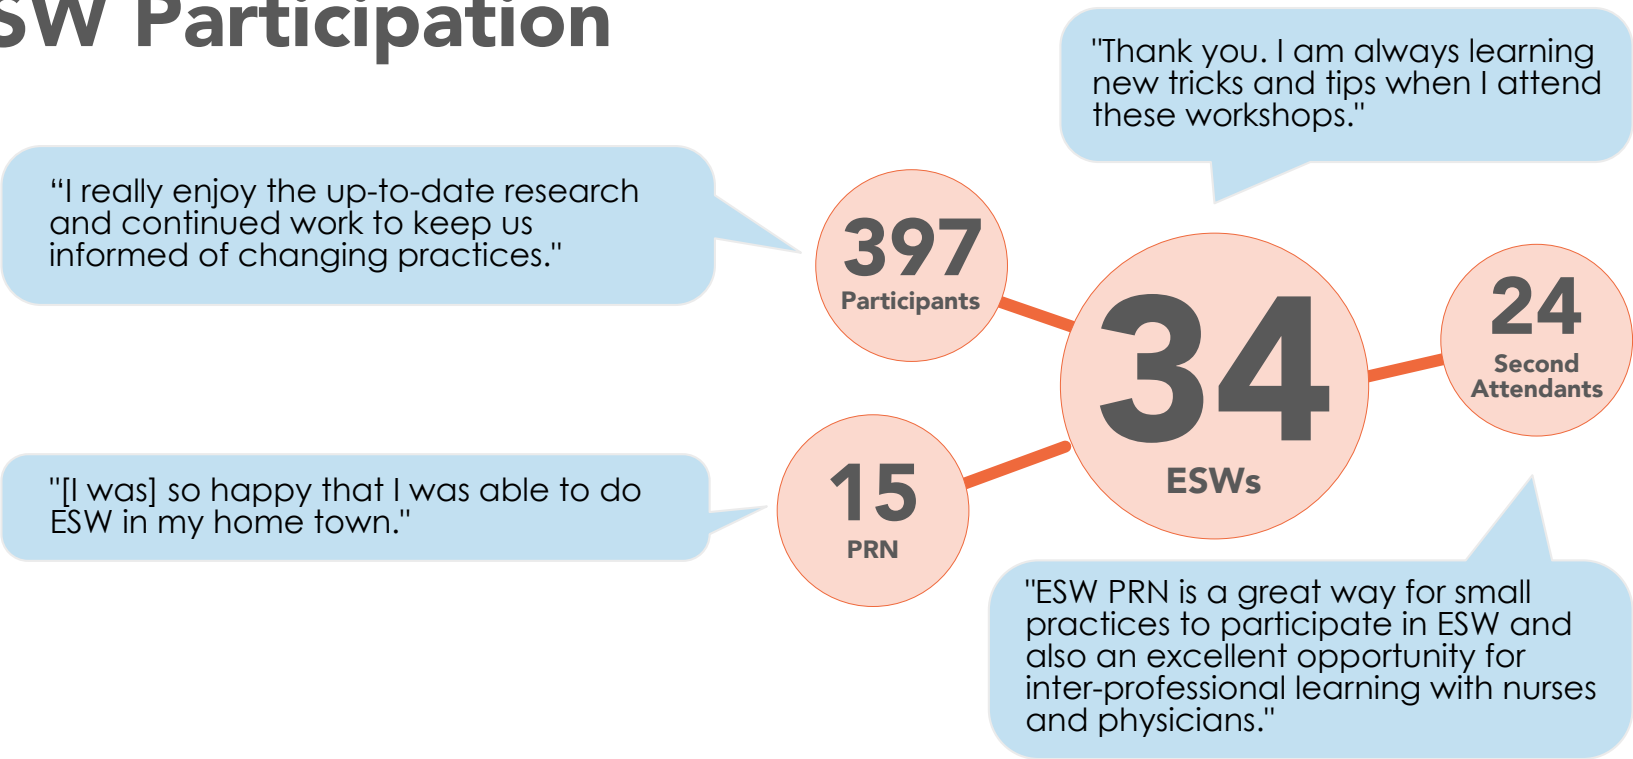 SW Participation
"Thank you. I am always learning
new tricks and tips when I attend
these workshops."
“I really enjoy the up-to-date research
and continued work to keep us
informed of changing practices."
397
Participants
34
ESWs
24
Second
Attendants
"[I was] so happy that I was able to do
ESW in my home town."
15
PRN
"ESW PRN is a great way for small
practices to participate in ESW and
also an excellent opportunity for
inter-professional learning with nurses
and physicians."